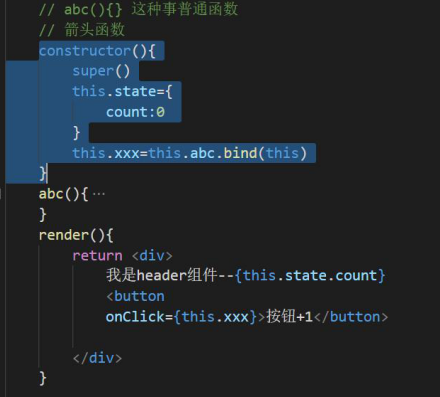 // abc(){} 这种事普通函数
// 箭头函数
constructor(){
super()
this.state={
count:0
}
this.xxx=this.abc.bind(this)
}
abc(){…
}
render(){
return <div>
我是header组件--{this.state.count}
<button
onClick={this.xxx}>按钮+1</button>
</div>
}